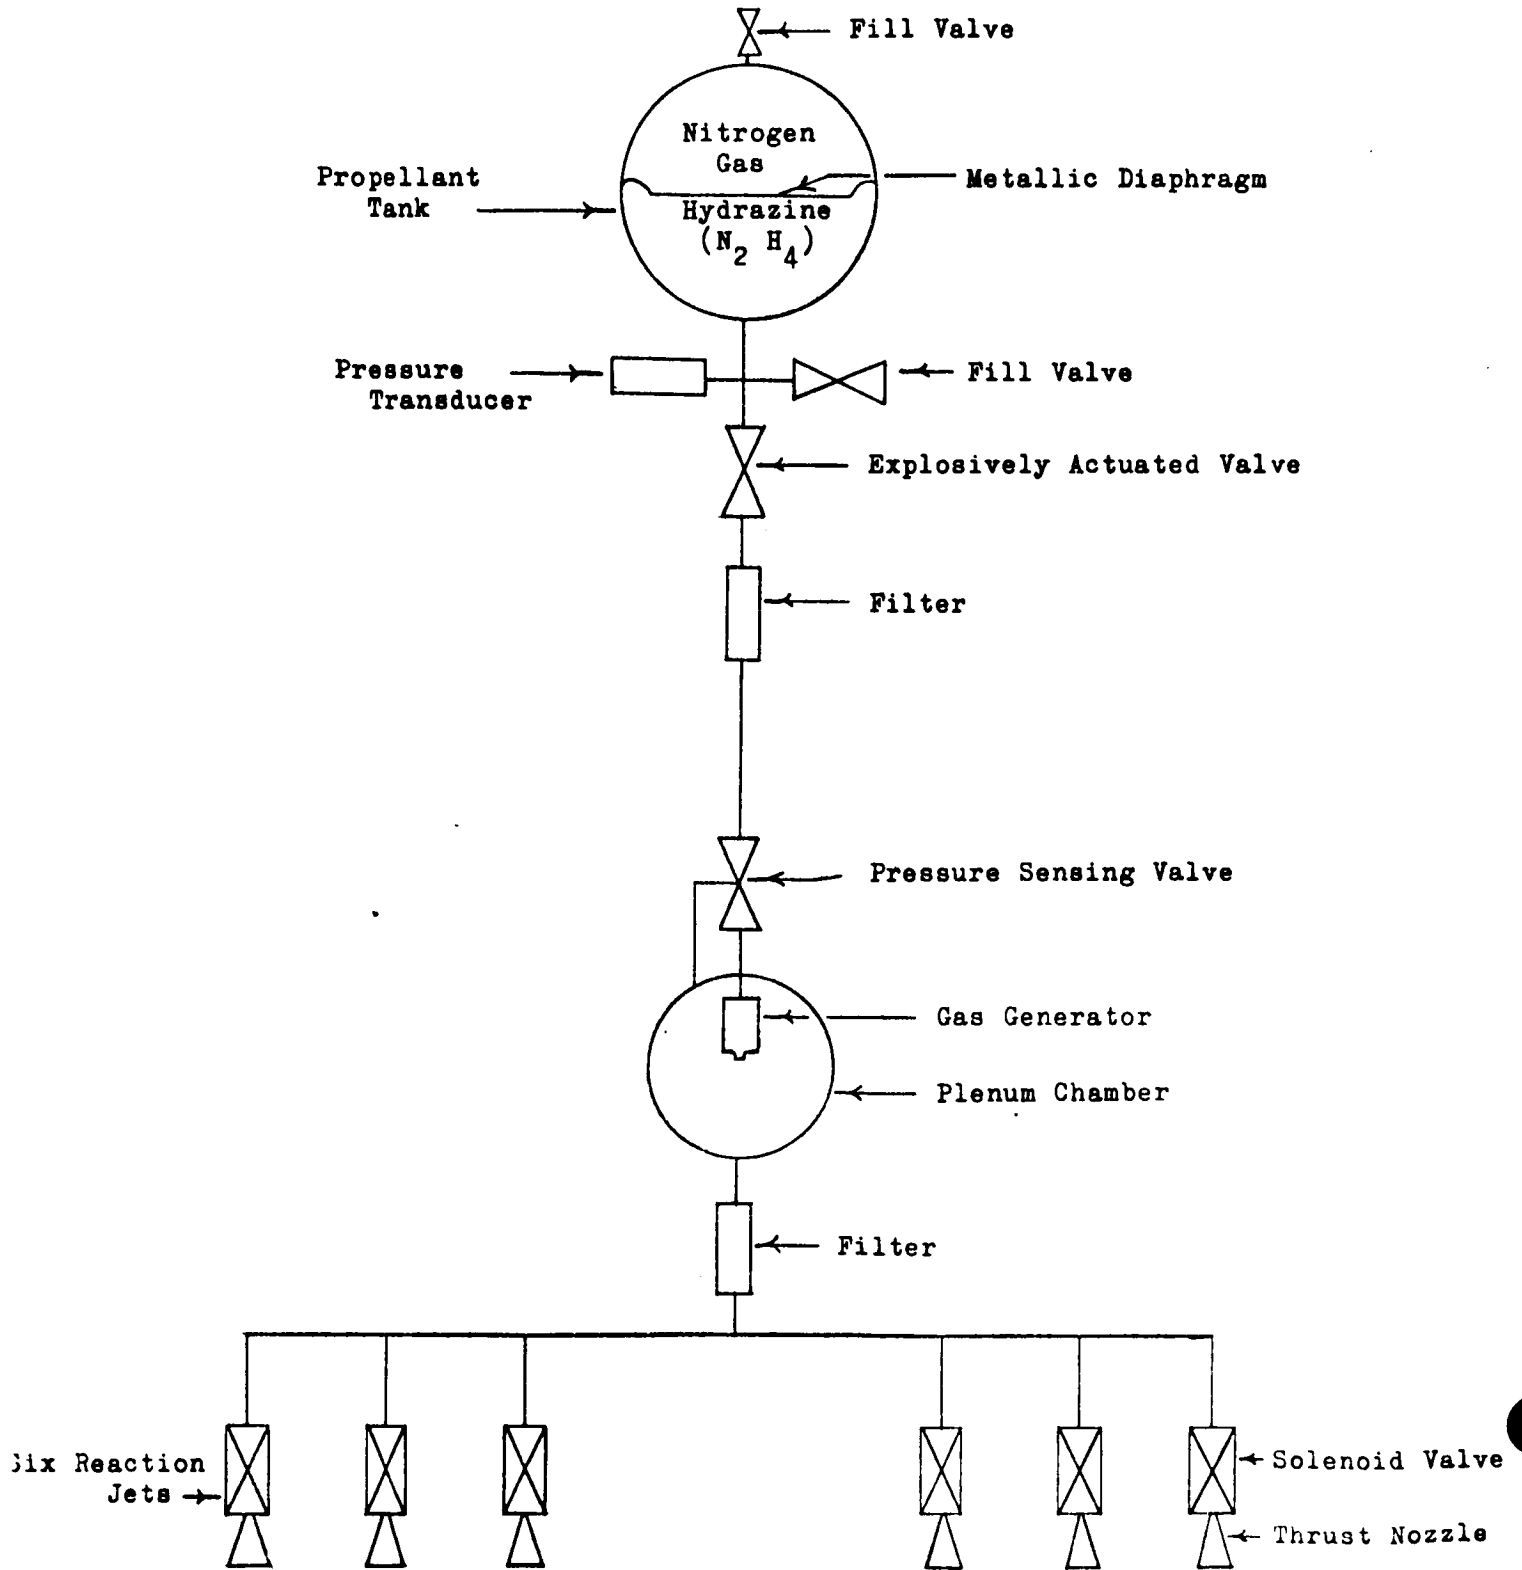 Fill Valve
Nitrogen
Gas
Propellant
Tank
Metallic Diaphragm
Hydrazine
(N₂ H₄)
Pressure
Transducer
Fill Valve
Explosively Actuated Valve
Filter
Pressure Sensing Valve
Gas Generator
Plenum Chamber
Filter
Six Reaction
Jets
Solenoid Valve
Thrust Nozzle